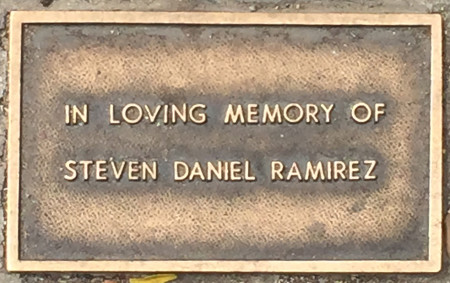 IN LOVING MEMORY OF
STEVEN DANIEL RAMIREZ